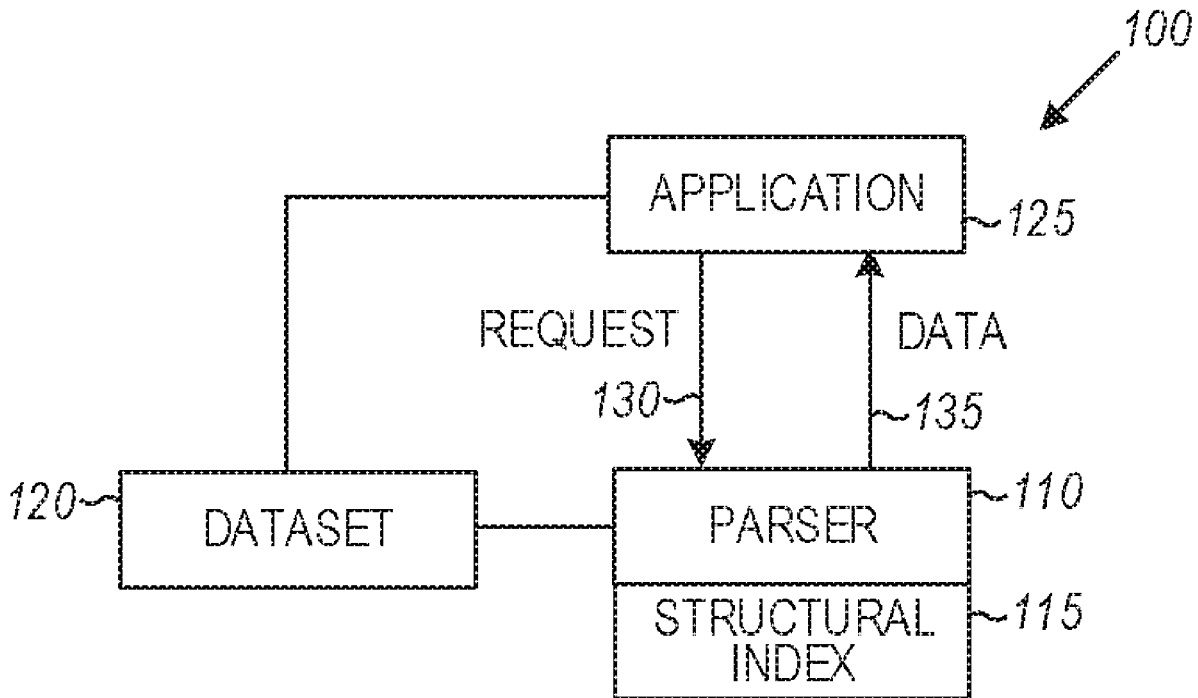 100
APPLICATION
125
REQUEST
DATA
130
135
120
DATASET
PARSER
110
STRUCTURAL
INDEX
115